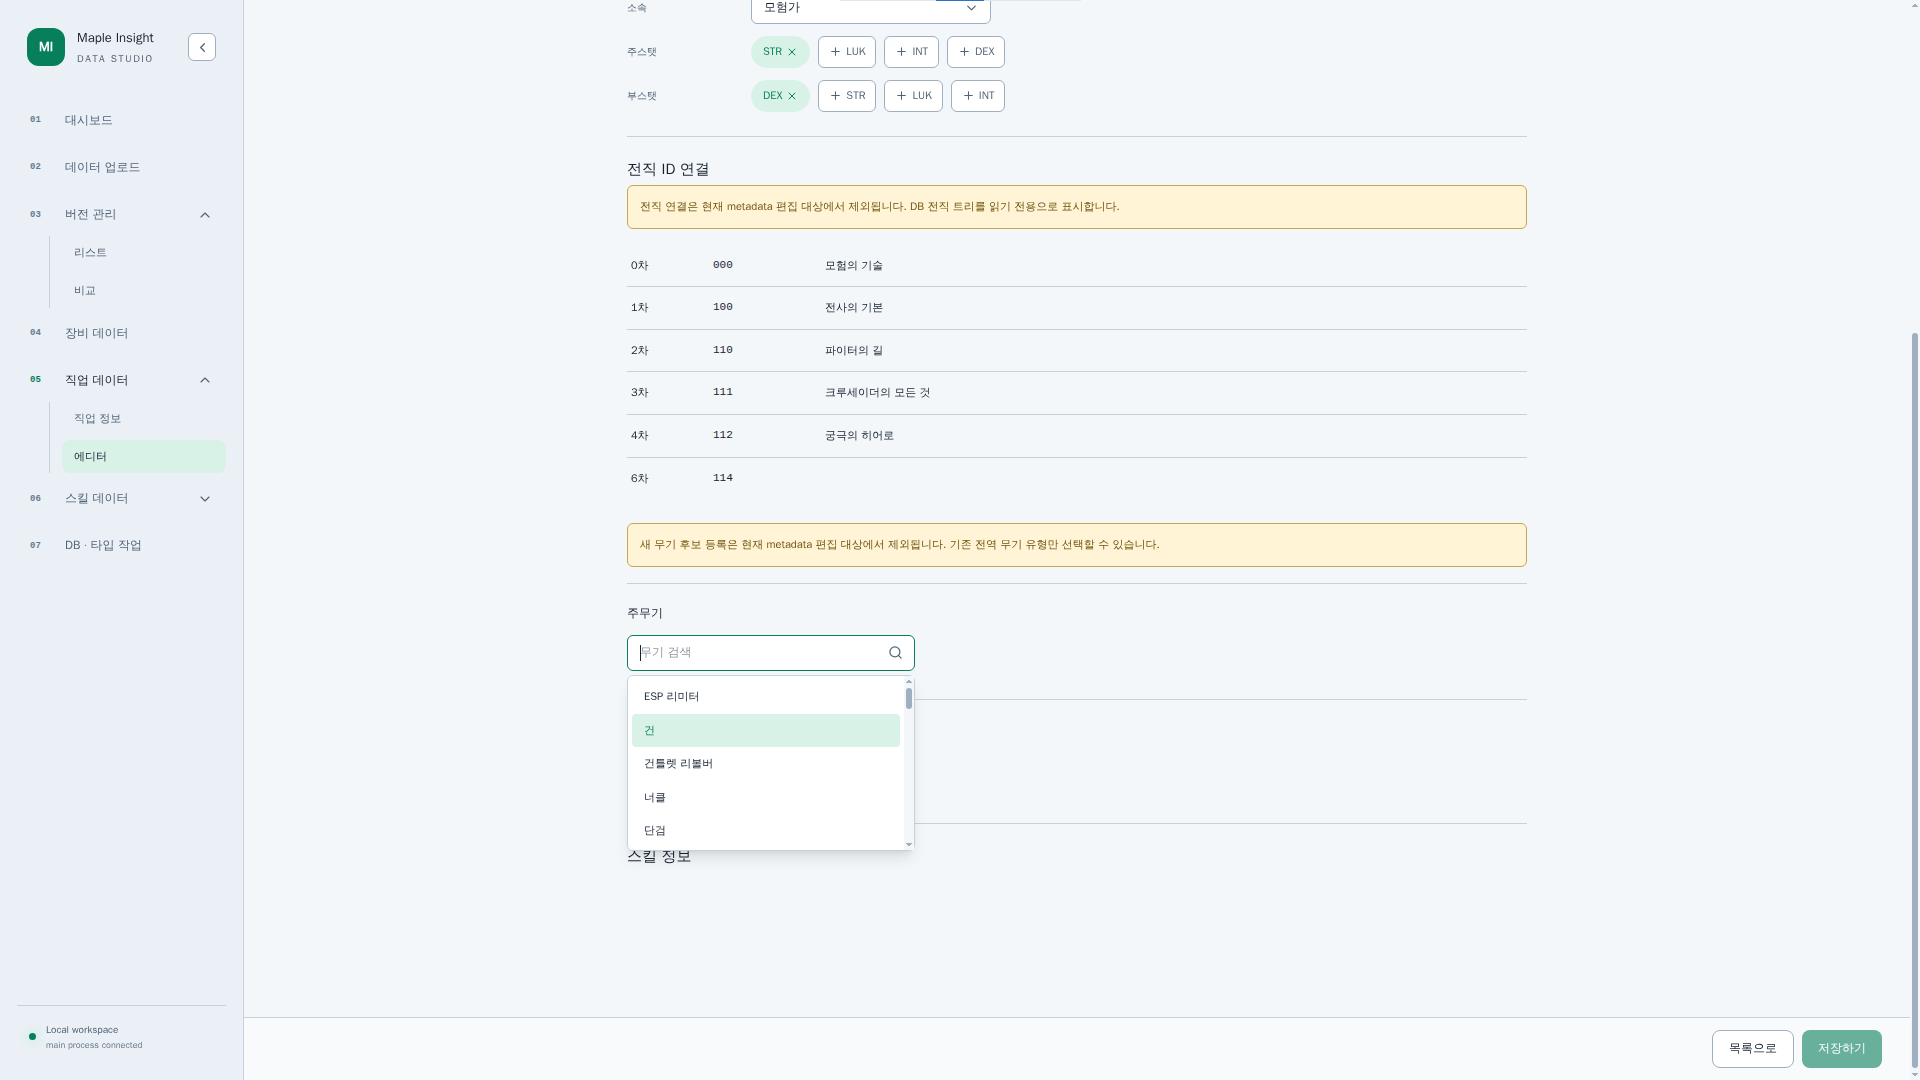 MI
Maple Insight
DATA STUDIO
01 대시보드
02 데이터 업로드
03 버전 관리
리스트
비교
04 장비 데이터
05 직업 데이터
직업 정보
에디터
06 스킬 데이터
07 DB · 타입 작업
Local workspace
main process connected
소속 모험가
주스탯 STR LUK INT DEX
부스탯 DEX STR LUK INT
전직 ID 연결
전직 연결은 현재 metadata 편집 대상에서 제외됩니다. DB 전직 트리를 읽기 전용으로 표시합니다.
0차 000 모험의 기술
1차 100 전사의 기본
2차 110 파이터의 길
3차 111 크루세이더의 모든 것
4차 112 궁극의 히어로
6차 114
새 무기 후보 등록은 현재 metadata 편집 대상에서 제외됩니다. 기존 전역 무기 유형만 선택할 수 있습니다.
주무기
무기 검색
ESP 리미터
건
건틀렛 리볼버
너클
단검
스킬 정보
목록으로 저장하기